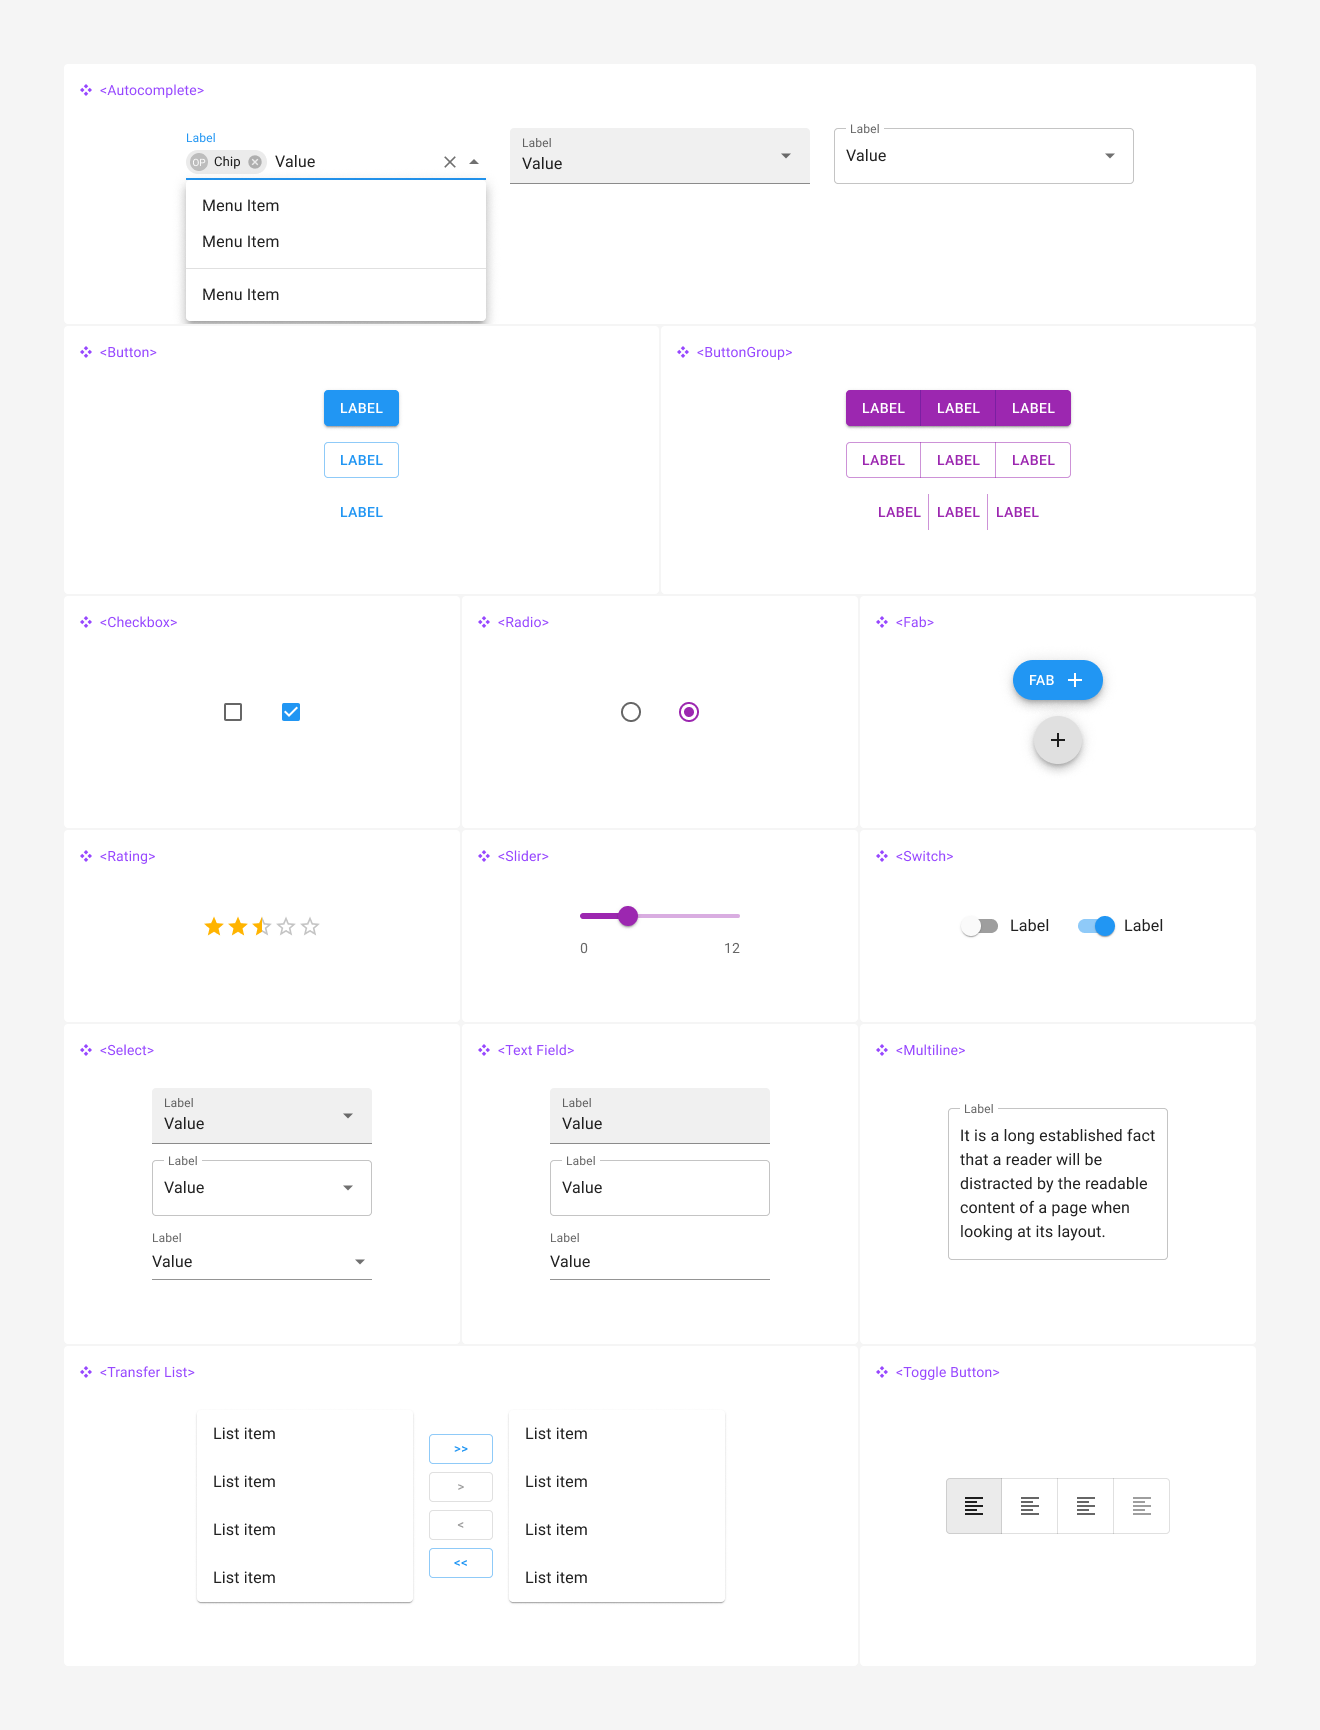 <Autocomplete>
Label
OP Chip Value
Menu Item
Menu Item
Menu Item
Label
Value
Label
Value
<Button>
LABEL
LABEL
LABEL
<ButtonGroup>
LABEL LABEL LABEL
LABEL LABEL LABEL
LABEL LABEL LABEL
<Checkbox>
<Radio>
<Fab>
FAB
<Rating>
<Slider>
0 12
<Switch>
Label Label
<Select>
Label
Value
Label
Value
Label
Value
<Text Field>
Label
Value
Label
Value
Label
Value
<Multiline>
Label
It is a long established fact
that a reader will be
distracted by the readable
content of a page when
looking at its layout.
<Transfer List>
List item
List item
List item
List item
>>
>
<
<<
List item
List item
List item
List item
<Toggle Button>